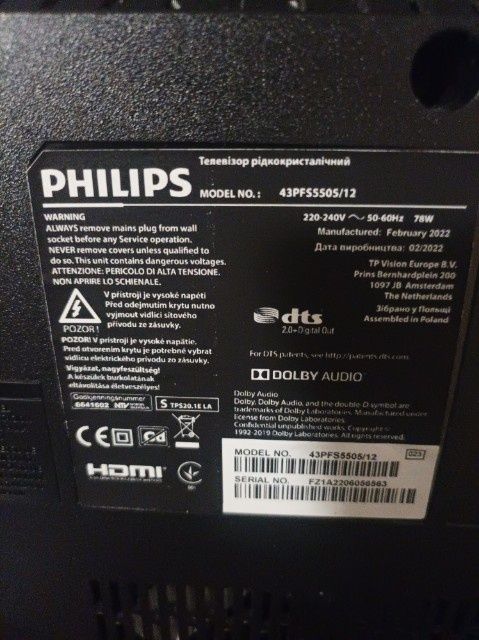 Телевізор рідкокристалічний
PHILIPS MODEL NO.: 43PFS5505/12
WARNING
ALWAYS remove mains plug from wall
socket before any Service operation.
NEVER remove covers unless qualified to
do so. This unit contains dangerous voltages.
ATTENZIONE: PERICOLO DI ALTA TENSIONE.
NON APRIRE LO SCHIENALE.
V přístroji je vysoké napětí
Před odejmutím krytu nutno
vyjmout vidlici síťového
přívodu ze zásuvky.
POZOR !
POZOR! V prístroji je vysoké napätie.
Pred otvorením krytu je potrebné vybrat
vidlicu elektrického prívodu zo zásuvky.
Vigyázat, nagyfeszültség!
A készülék burkolatának
eltávolítása életveszélyes!
Godkjenningsnummer
6641602 NTV
S TPS20.1E LA
CE
HDMI
220-240V ~ 50-60Hz 78W
Manufactured: February 2022
Дата виробництва: 02/2022
TP Vision Europe B.V.
Prins Bernhardplein 200
1097 JB Amsterdam
The Netherlands
Зібрано у Польщі
Assembled in Poland
dts
2.0+Digital Out
For DTS patents, see http://patents.dts.com.
DOLBY AUDIO
Dolby Audio
Dolby, Dolby Audio, and the double-D symbol are
trademarks of Dolby Laboratories. Manufactured under
license from Dolby Laboratories.
Confidential unpublished works. Copyright ©
1992-2019 Dolby Laboratories. All rights reserved.
MODEL NO. 43PFS5505/12 023
SERIAL NO. FZ1A2206056563